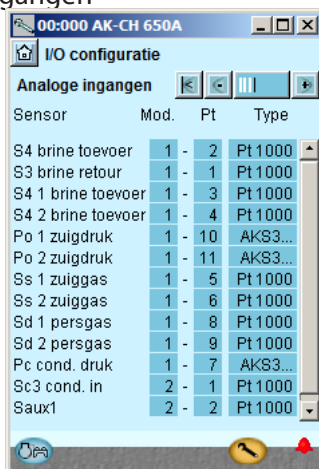 gangen
00:000 AK-CH 650A
I/O configuratie
Analoge ingangen
Sensor Mod. Pt Type
S4 brine toevoer 1 - 2 Pt1000
S3 brine retour 1 - 1 Pt1000
S4 1 brine toevoer 1 - 3 Pt1000
S4 2 brine toevoer 1 - 4 Pt1000
Po 1 zuigdruk 1 - 10 AKS3...
Po 2 zuigdruk 1 - 11 AKS3...
Ss 1 zuiggas 1 - 5 Pt1000
Ss 2 zuiggas 1 - 6 Pt1000
Sd 1 persgas 1 - 8 Pt1000
Sd 2 persgas 1 - 9 Pt1000
Pc cond. druk 1 - 7 AKS3...
Sc3 cond. in 2 - 1 Pt1000
Saux1 2 - 2 Pt1000